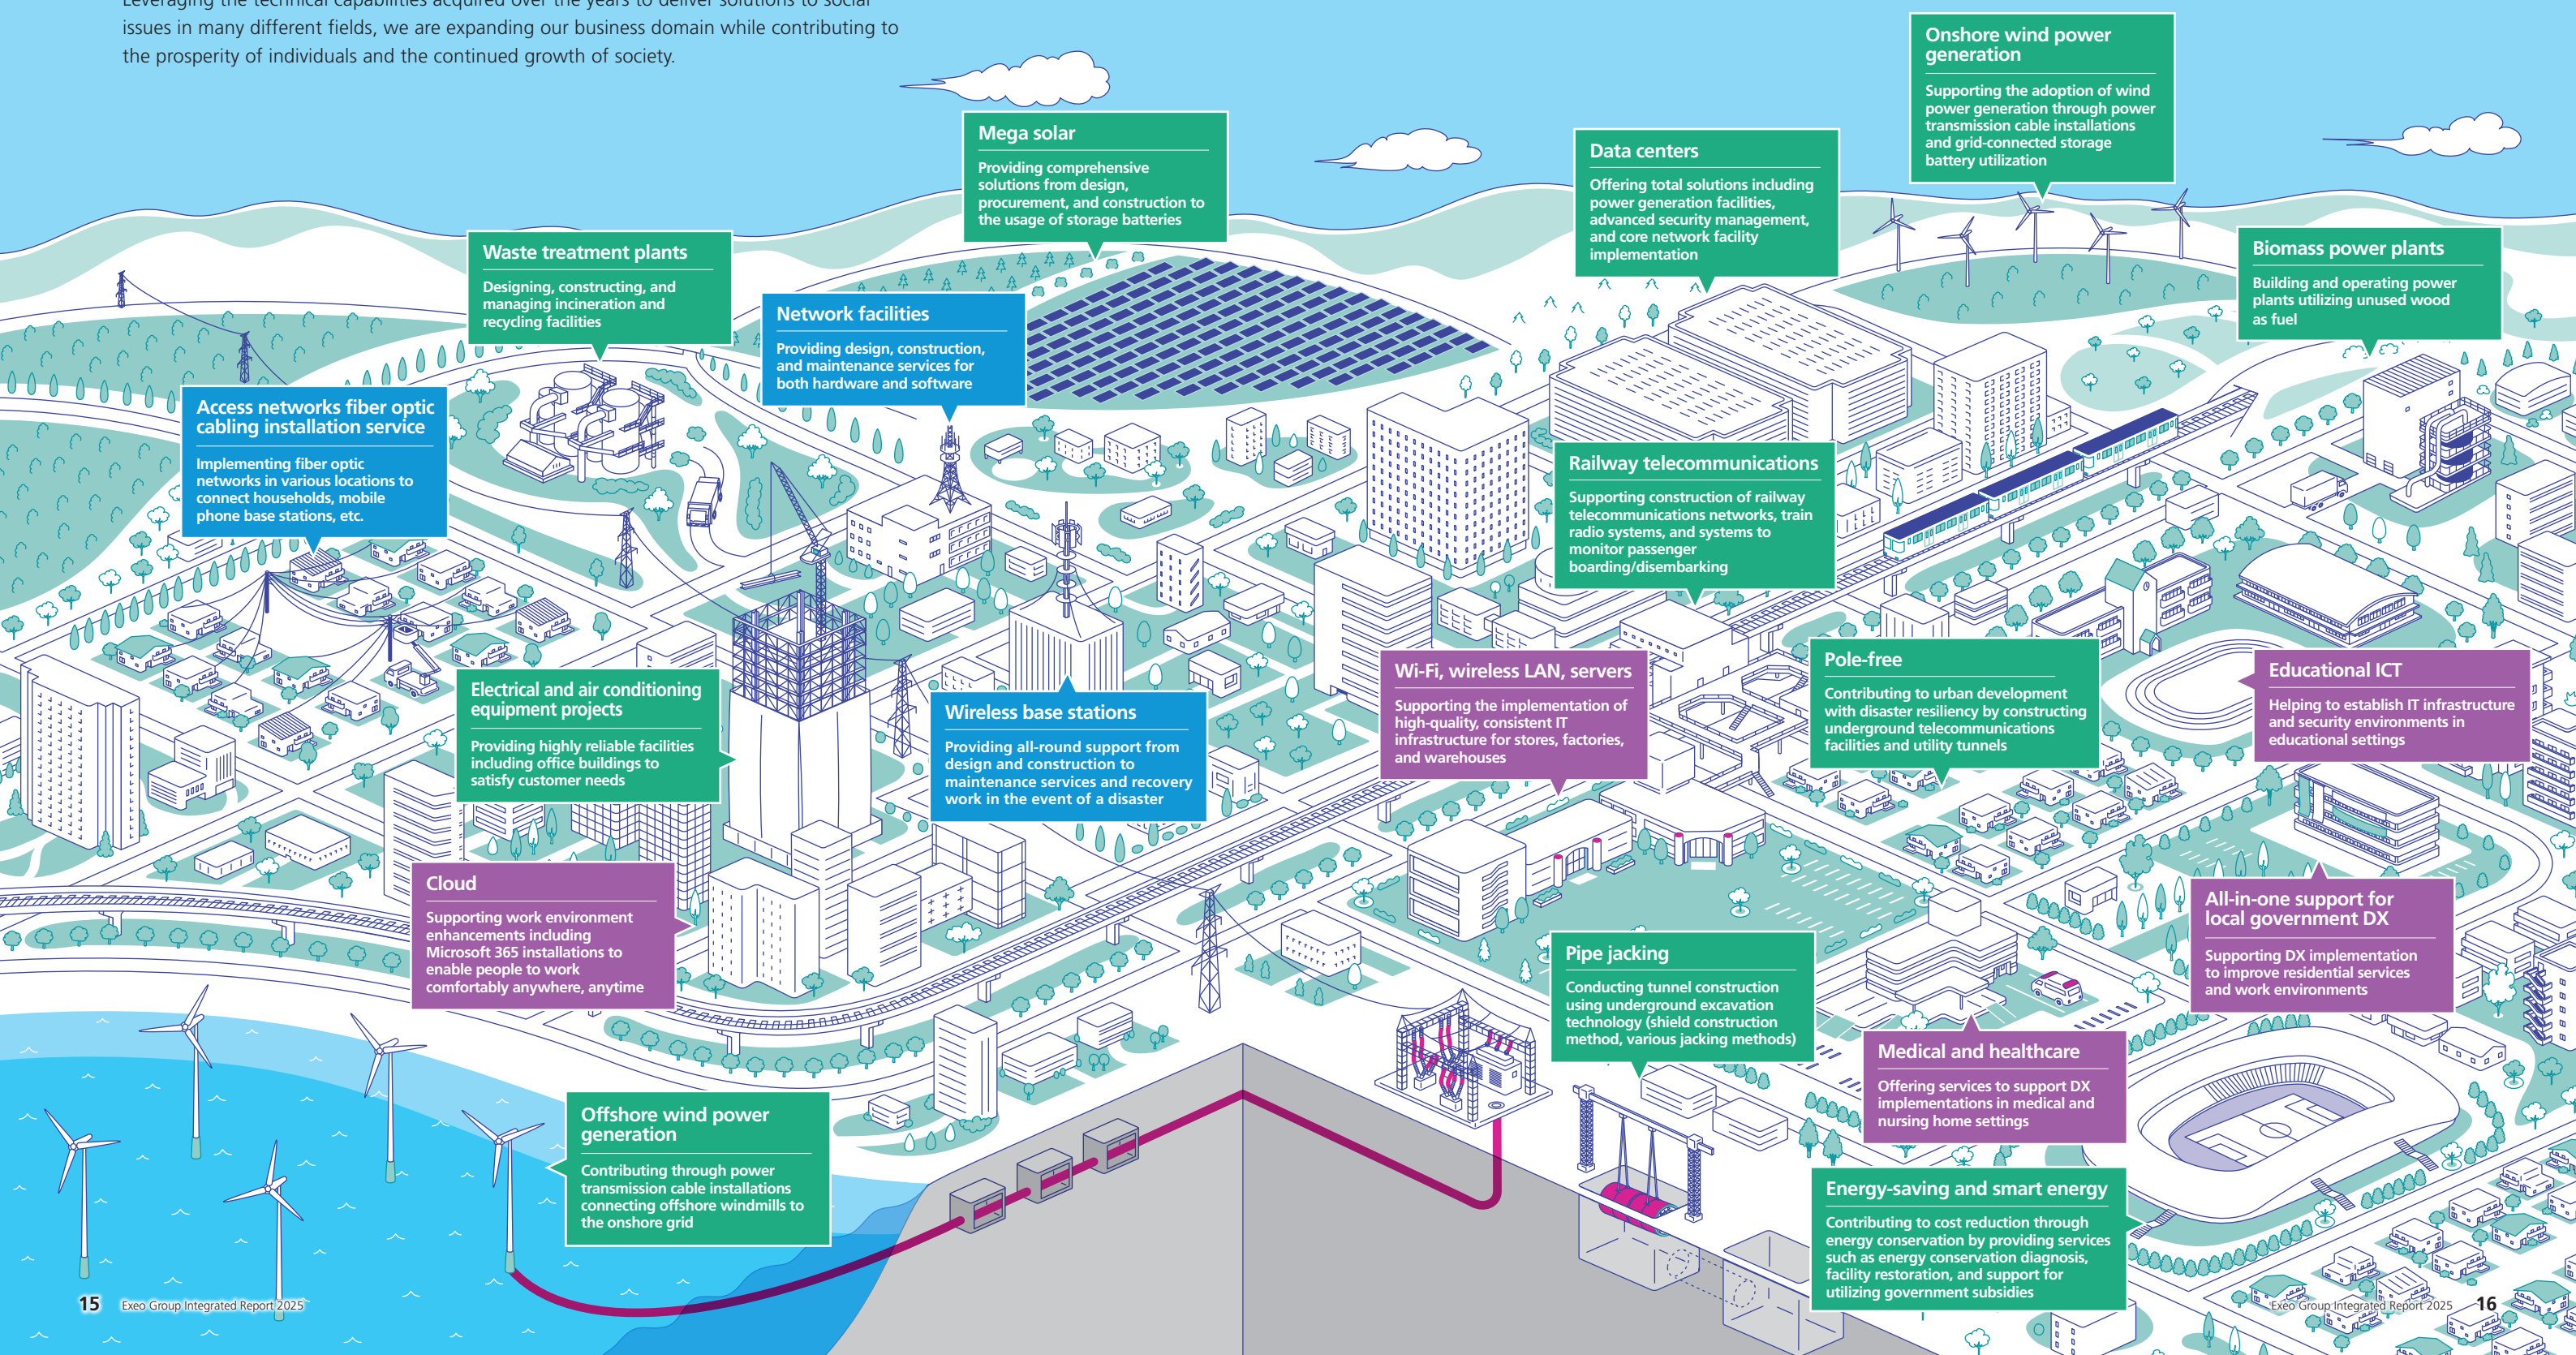 Leveraging the technical capabilities acquired over the years to deliver solutions to social
issues in many different fields, we are expanding our business domain while contributing to
the prosperity of individuals and the continued growth of society.
Onshore wind power
generation
Supporting the adoption of wind
power generation through power
transmission cable installations
and grid-connected storage
battery utilization
Mega solar
Providing comprehensive
solutions from design,
procurement, and construction to
the usage of storage batteries
Data centers
Offering total solutions including
power generation facilities,
advanced security management,
and core network facility
implementation
Waste treatment plants
Designing, constructing, and
managing incineration and
recycling facilities
Biomass power plants
Building and operating power
plants utilizing unused wood
as fuel
Network facilities
Providing design, construction,
and maintenance services for
both hardware and software
Access networks fiber optic
cabling installation service
Implementing fiber optic
networks in various locations to
connect households, mobile
phone base stations, etc.
Railway telecommunications
Supporting construction of railway
telecommunications networks, train
radio systems, and systems to
monitor passenger
boarding/disembarking
Electrical and air conditioning
equipment projects
Providing highly reliable facilities
including office buildings to
satisfy customer needs
Wireless base stations
Providing all-round support from
design and construction to
maintenance services and recovery
work in the event of a disaster
Wi-Fi, wireless LAN, servers
Supporting the implementation of
high-quality, consistent IT
infrastructure for stores, factories,
and warehouses
Pole-free
Contributing to urban development
with disaster resiliency by constructing
underground telecommunications
facilities and utility tunnels
Educational ICT
Helping to establish IT infrastructure
and security environments in
educational settings
Cloud
Supporting work environment
enhancements including
Microsoft 365 installations to
enable people to work
comfortably anywhere, anytime
All-in-one support for
local government DX
Supporting DX implementation
to improve residential services
and work environments
Pipe jacking
Conducting tunnel construction
using underground excavation
technology (shield construction
method, various jacking methods)
Medical and healthcare
Offering services to support DX
implementations in medical and
nursing home settings
Offshore wind power
generation
Contributing through power
transmission cable installations
connecting offshore windmills to
the onshore grid
Energy-saving and smart energy
Contributing to cost reduction through
energy conservation by providing services
such as energy conservation diagnosis,
facility restoration, and support for
utilizing government subsidies
15 Exeo Group Integrated Report 2025
Exeo Group Integrated Report 2025 16